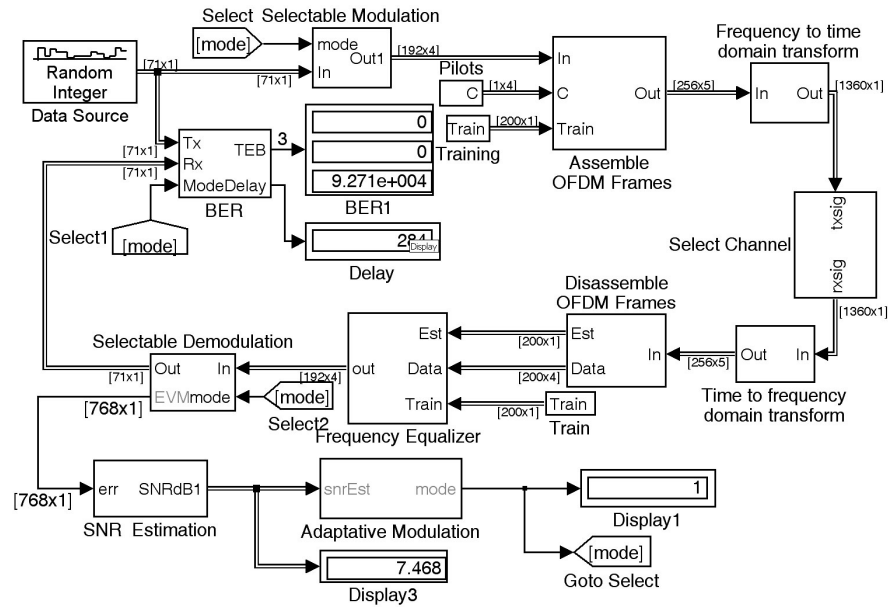 Select Selectable Modulation
Frequency to time
domain transform
[mode]
mode
In
Out1
[192x4]
Random
Integer
Data Source
[71x1]
[71x1]
Pilots
C
[1x4]
Train
[200x1]
Training
In
C
Train
Out
Assemble
OFDM Frames
[256x5]
In
Out
[1360x1]
Tx
Rx
ModeDelay
TEB
BER
[71x1]
[71x1]
3
0
0
9.271e+004
BER1
Select1
[mode]
Display
Delay
txsig
rxsig
Select Channel
[1360x1]
Disassemble
OFDM Frames
Est
Data
In
[256x5]
Out
In
Time to frequency
domain transform
Est
Data
Train
out
[200x1]
[200x4]
[200x1]
Train
Train
Frequency Equalizer
Selectable Demodulation
Out
In
EVM
mode
[71x1]
[192x4]
[mode]
Select2
[768x1]
[768x1]
err
SNRdB1
SNR Estimation
snrEst
mode
Adaptative Modulation
1
Display1
[mode]
Goto Select
7.468
Display3